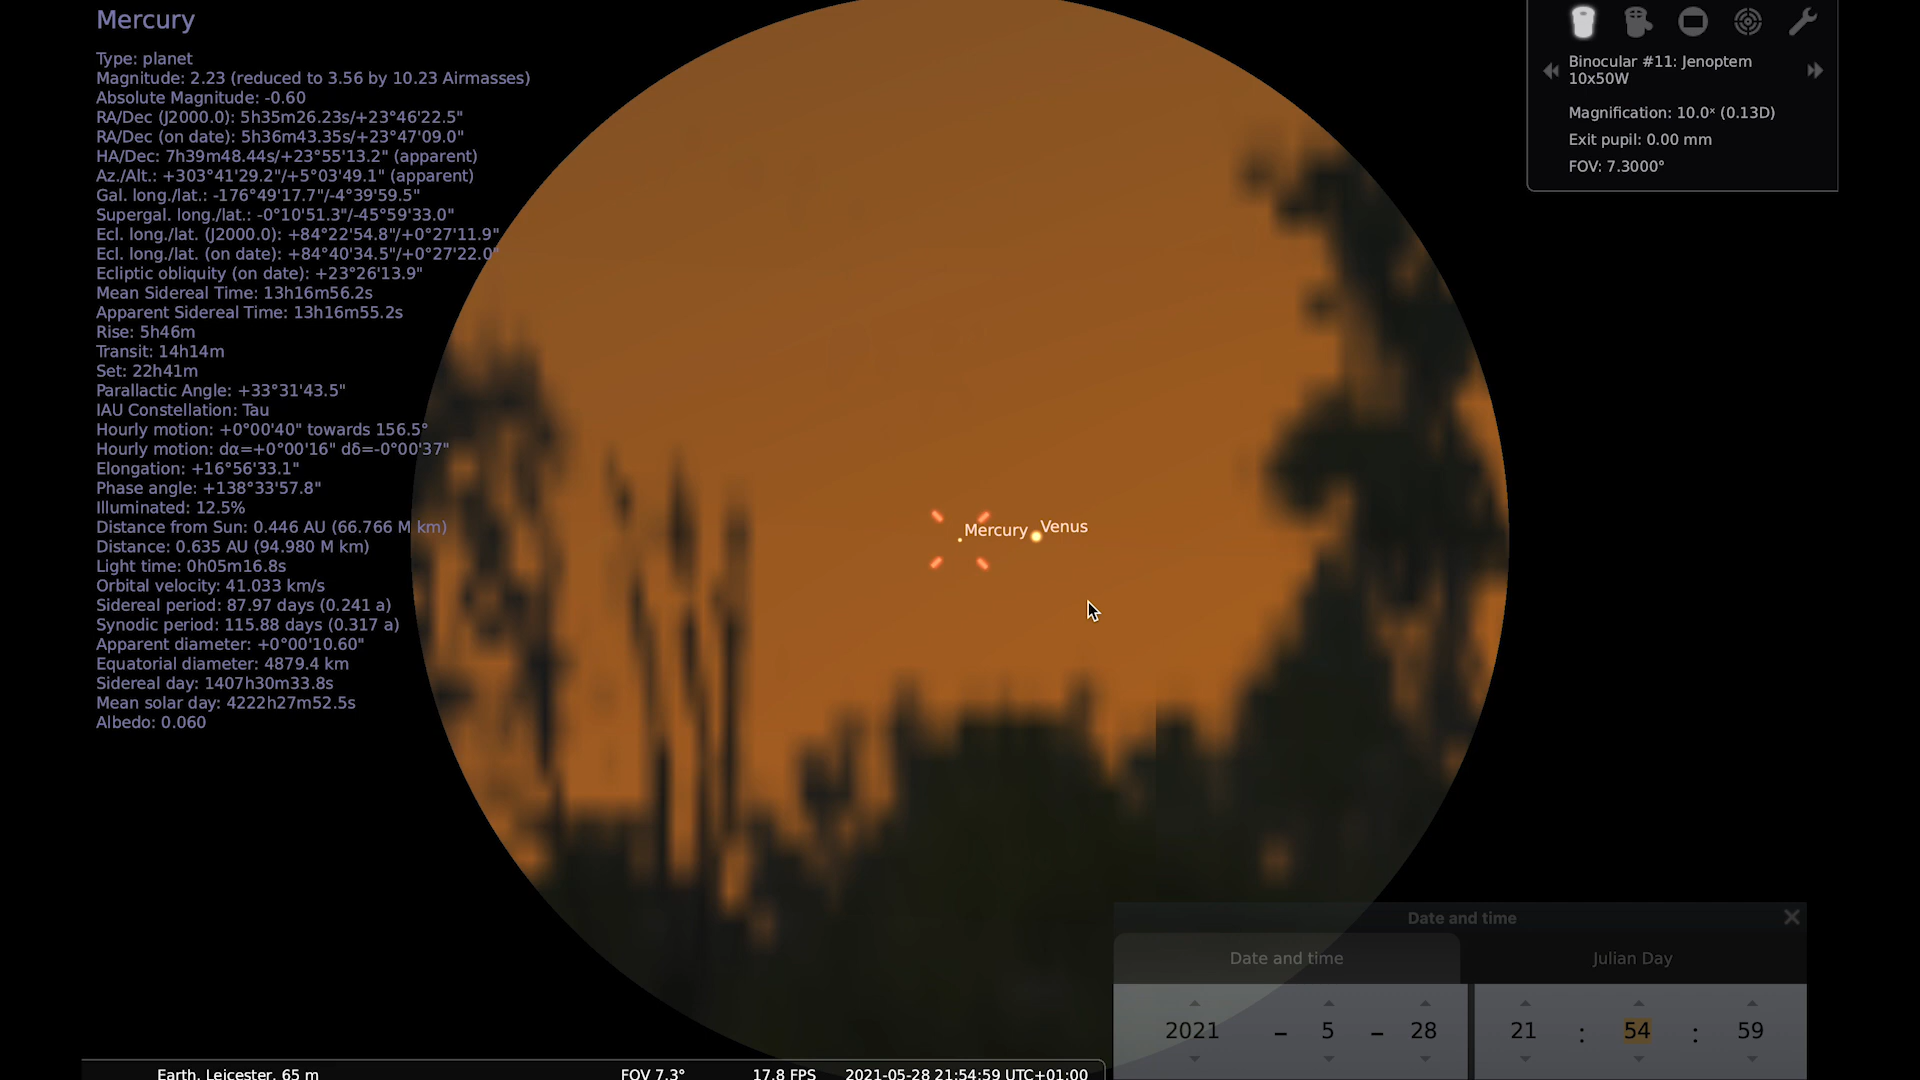 Mercury
Type: planet
Magnitude: 2.23 (reduced to 3.56 by 10.23 Airmasses)
Absolute Magnitude: -0.60
RA/Dec (J2000.0): 5h35m26.23s/+23°46'22.5"
RA/Dec (on date): 5h36m43.35s/+23°47'09.0"
HA/Dec: 7h39m48.44s/+23°55'13.2" (apparent)
Az./Alt.: +303°41'29.2"/+5°03'49.1" (apparent)
Gal. long./lat.: -176°49'17.7"/-4°39'59.5"
Supergal. long./lat.: -0°10'51.3"/-45°59'33.0"
Ecl. long./lat. (J2000.0): +84°22'54.8"/+0°27'11.9"
Ecl. long./lat. (on date): +84°40'34.5"/+0°27'22.0"
Ecliptic obliquity (on date): +23°26'13.9"
Mean Sidereal Time: 13h16m56.2s
Apparent Sidereal Time: 13h16m55.2s
Rise: 5h46m
Transit: 14h14m
Set: 22h41m
Parallactic Angle: +33°31'43.5"
IAU Constellation: Tau
Hourly motion: +0°00'40" towards 156.5°
Hourly motion: dα=+0°00'16" dδ=-0°00'37"
Elongation: +16°56'33.1"
Phase angle: +138°33'57.8"
Illuminated: 12.5%
Distance from Sun: 0.446 AU (66.766 M km)
Distance: 0.635 AU (94.980 M km)
Light time: 0h05m16.8s
Orbital velocity: 41.033 km/s
Sidereal period: 87.97 days (0.241 a)
Synodic period: 115.88 days (0.317 a)
Apparent diameter: +0°00'10.60"
Equatorial diameter: 4879.4 km
Sidereal day: 1407h30m33.8s
Mean solar day: 4222h27m52.5s
Albedo: 0.060
Binocular #11: Jenoptem
10x50W
Magnification: 10.0ˣ (0.13D)
Exit pupil: 0.00 mm
FOV: 7.3000°
Mercury Venus
Date and time
Date and time Julian Day
2021 – 5 – 28 21 : 54 : 59
Earth, Leicester, 65 m FOV 7.3° 17.8 FPS 2021-05-28 21:54:59 UTC+01:00